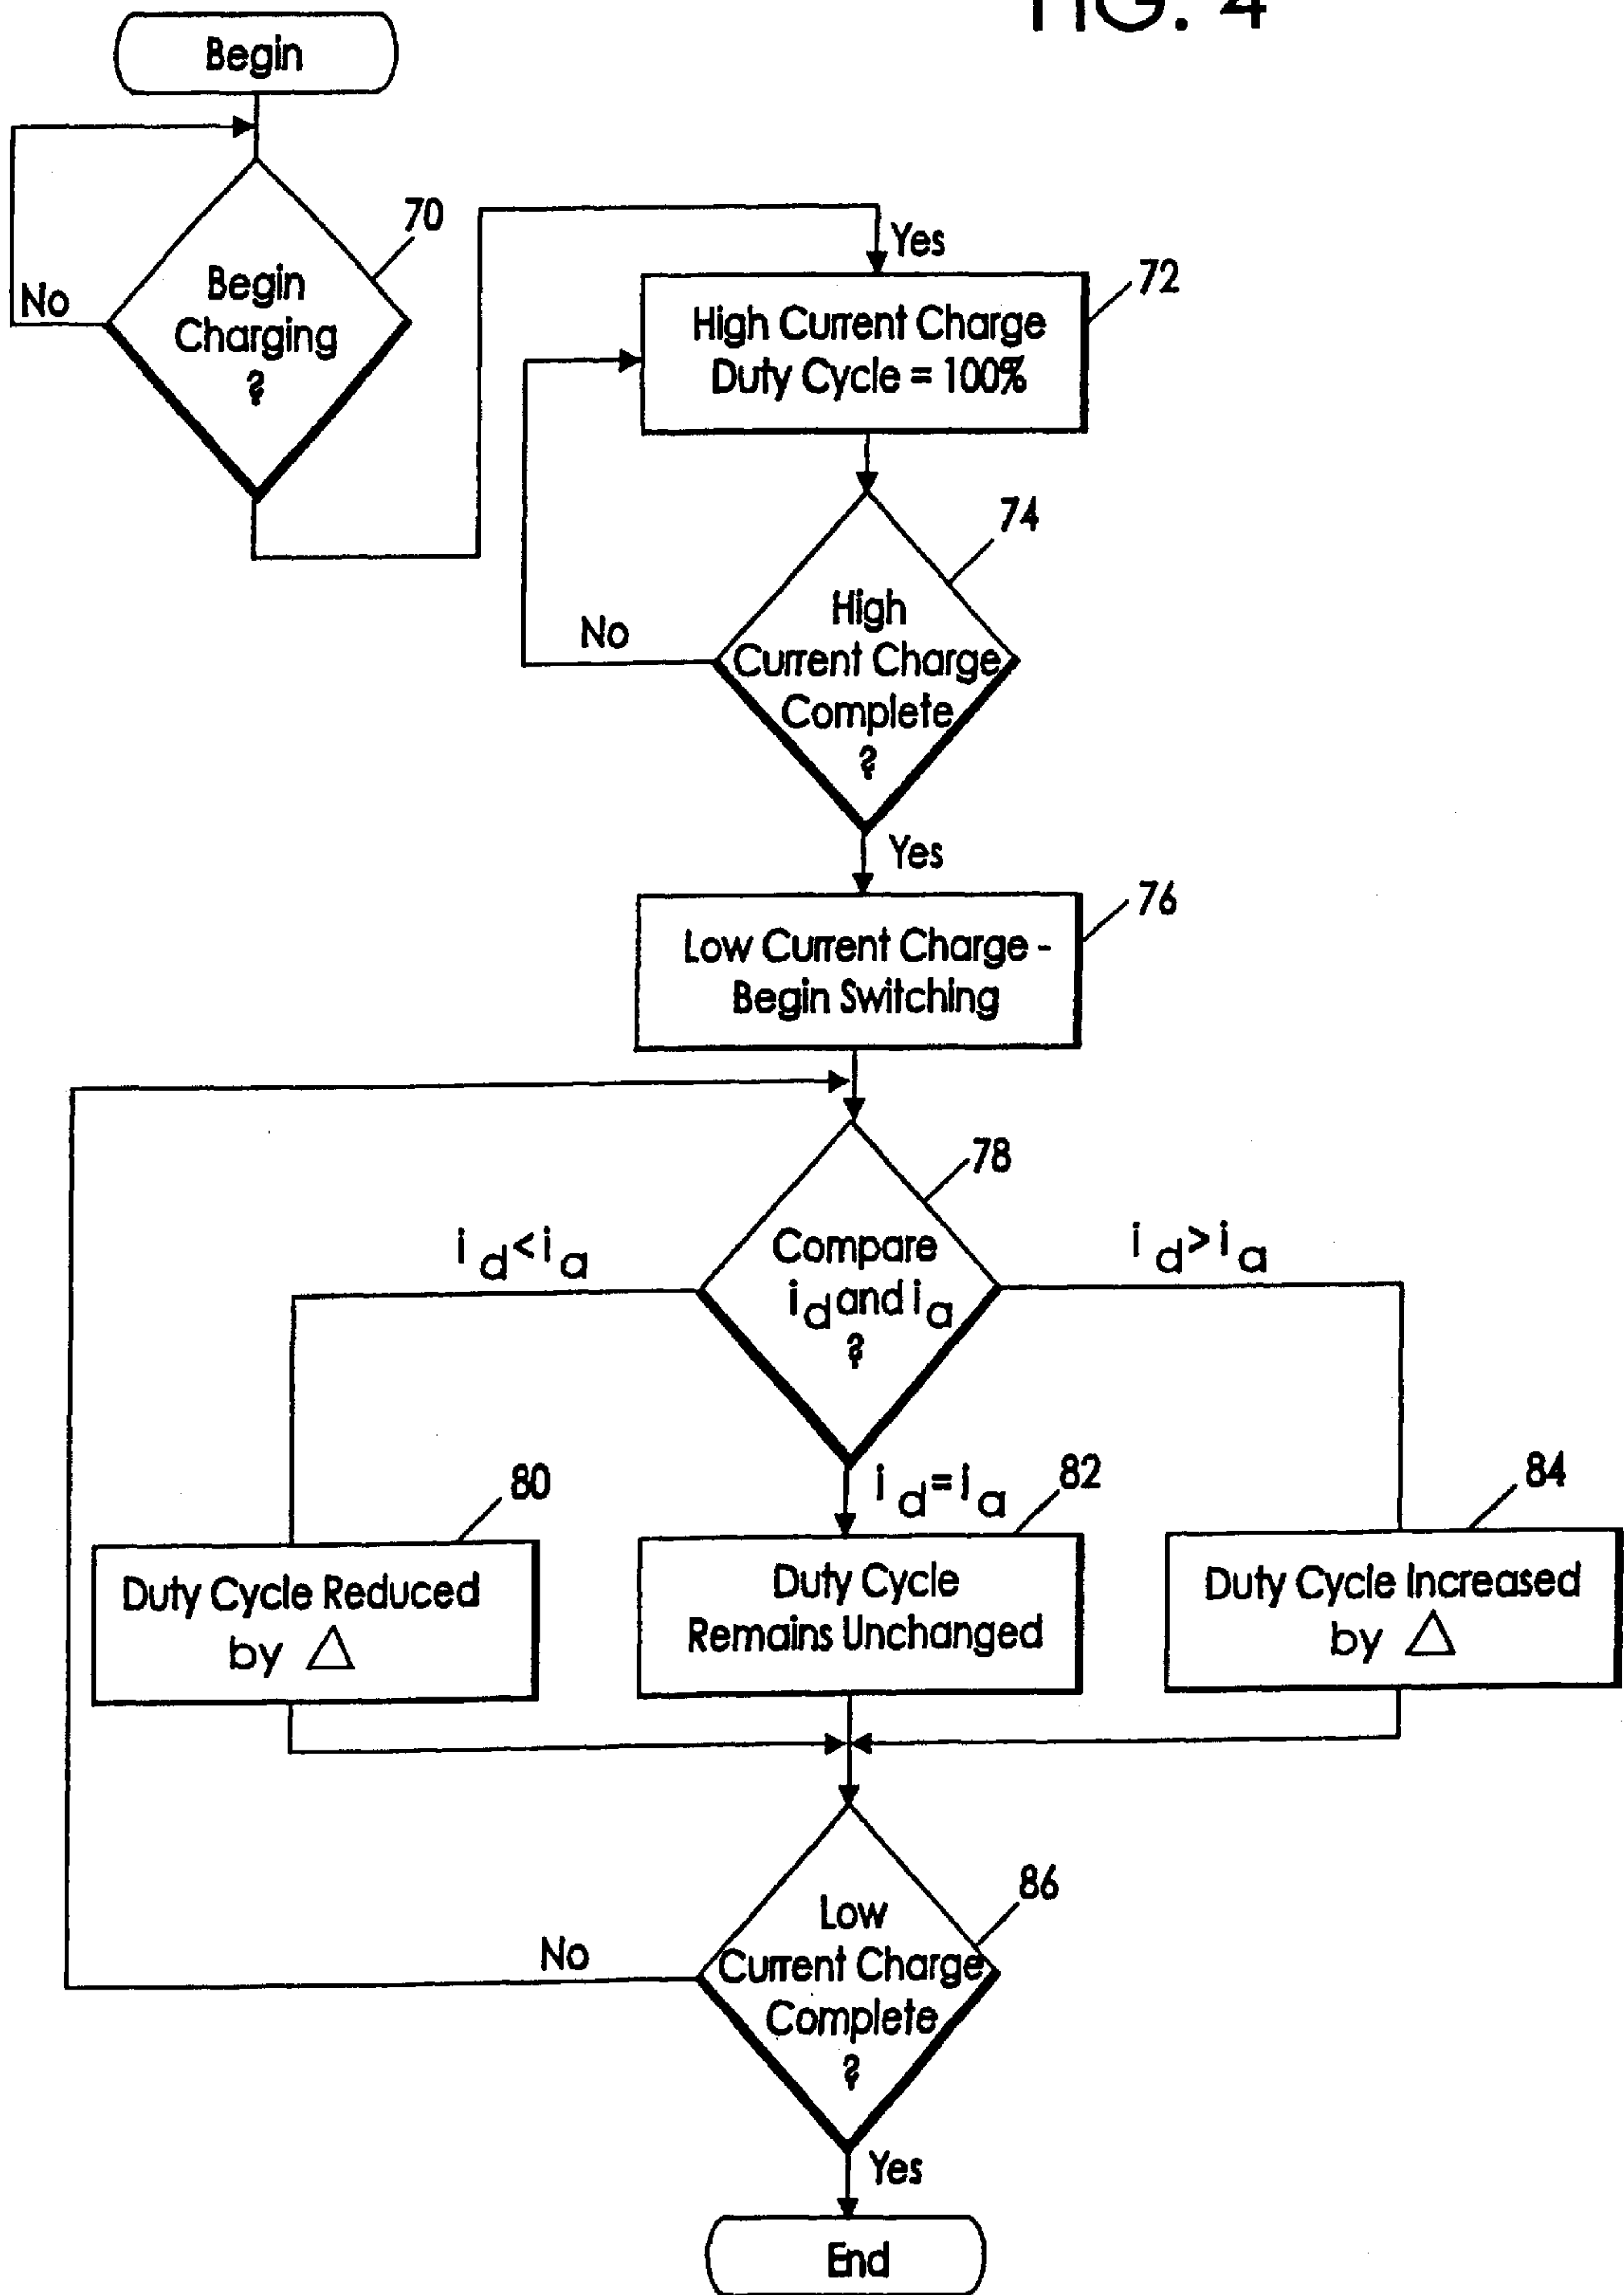 FIG. 4
Begin
70
Begin
Charging
?
No
Yes
72
High Current Charge
Duty Cycle = 100%
74
High
Current Charge
Complete
?
No
Yes
76
Low Current Charge -
Begin Switching
78
Compare
i d and i a
?
i d < i a
i d > i a
i d = i a
80
82
84
Duty Cycle Reduced
by △
Duty Cycle
Remains Unchanged
Duty Cycle Increased
by △
86
Low
Current Charge
Complete
?
No
Yes
End